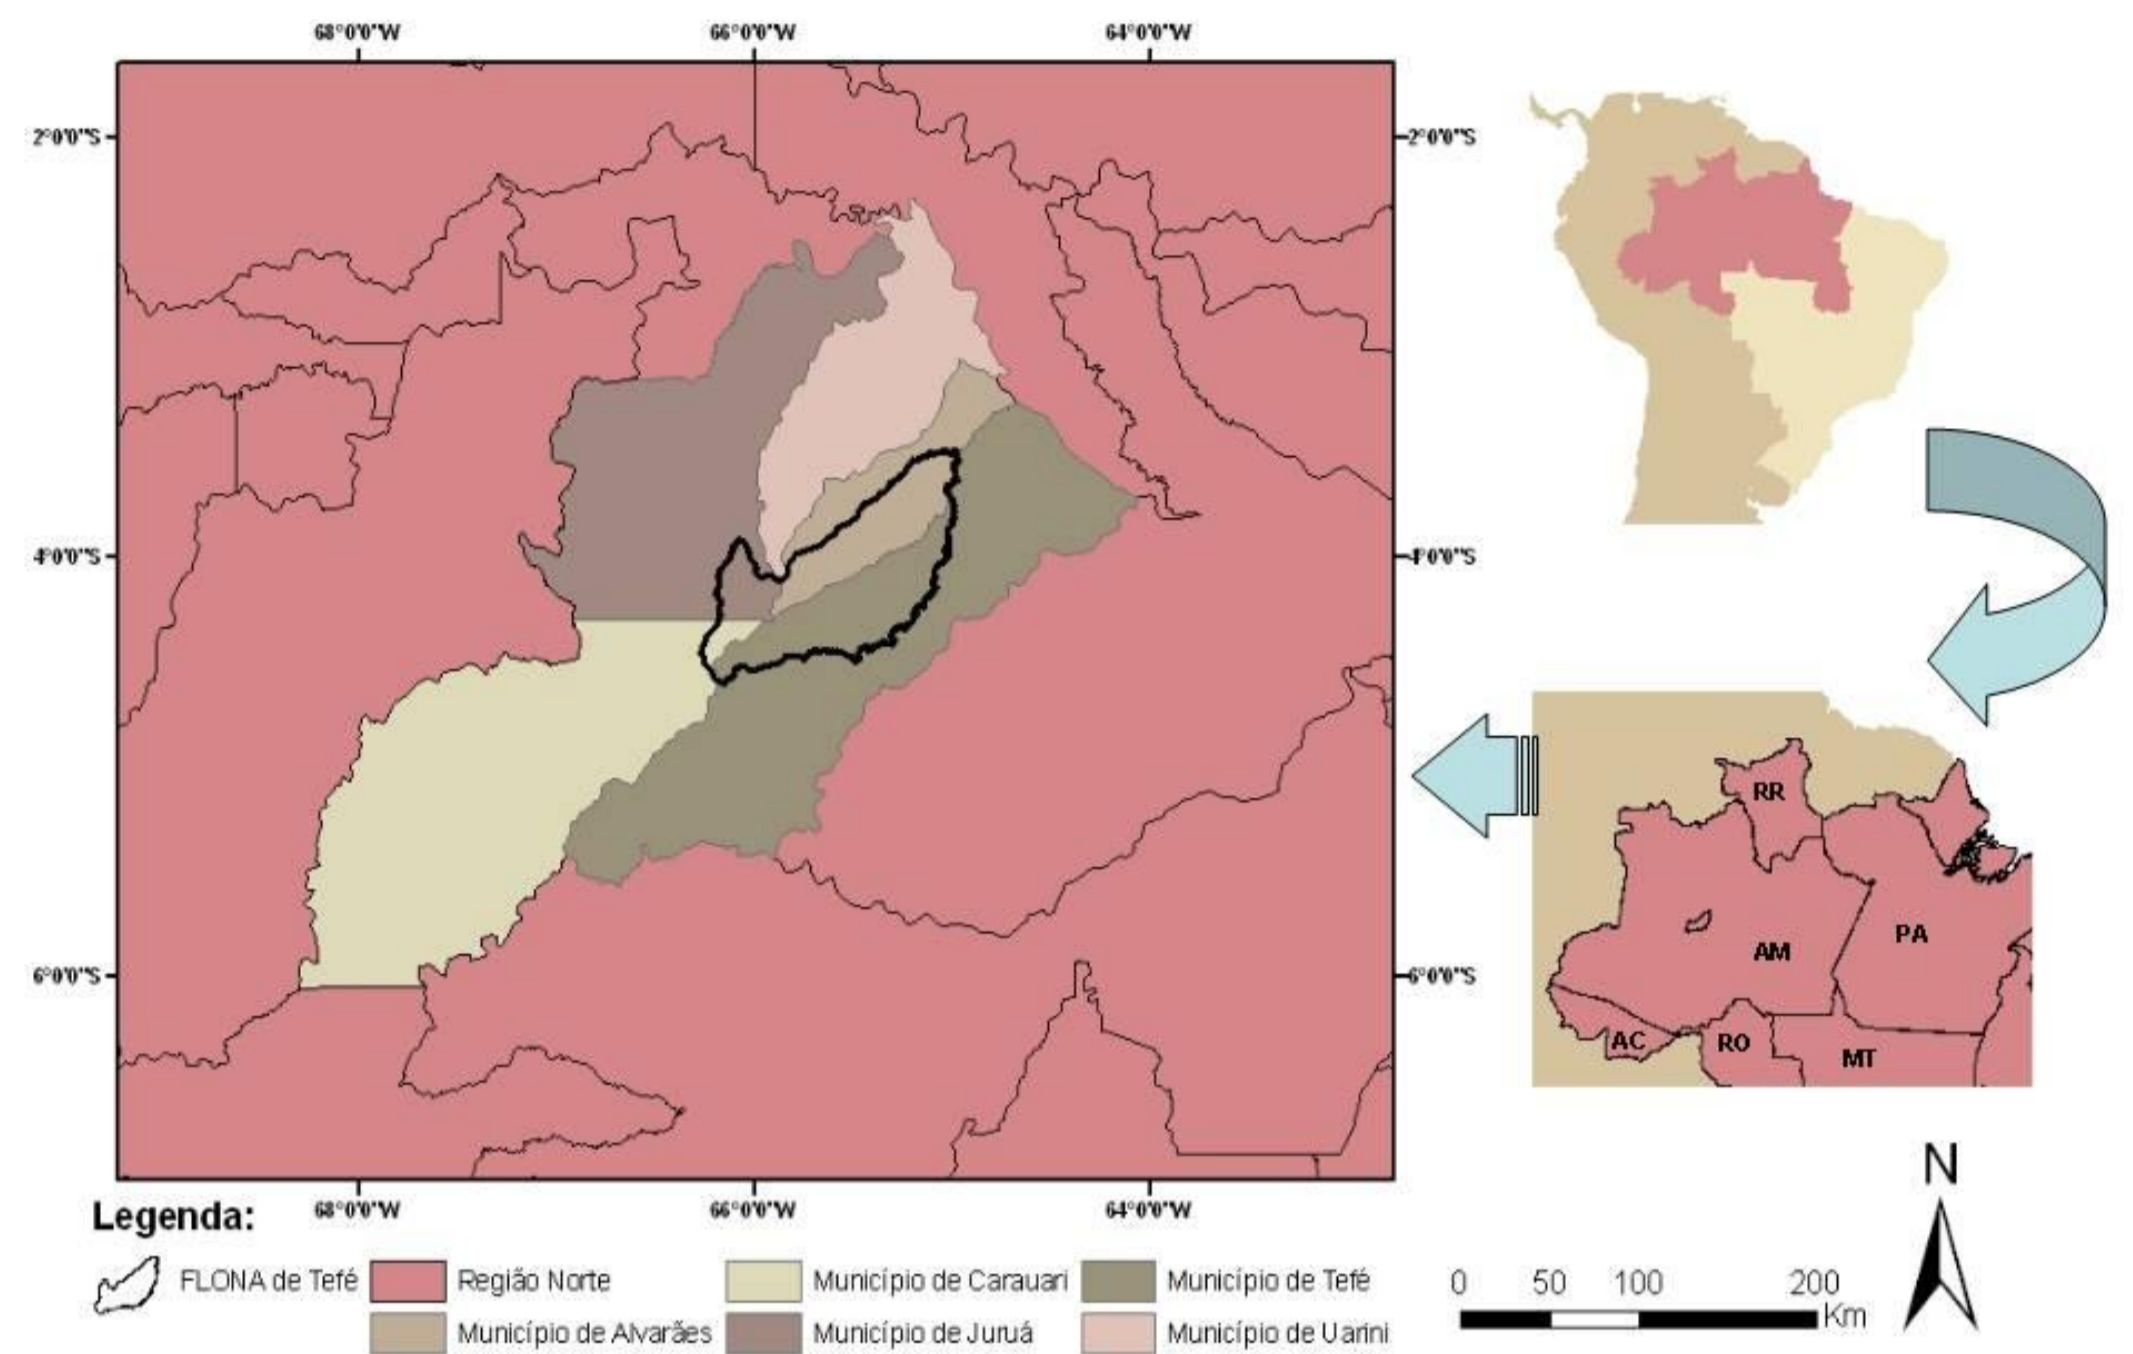 68°0'0"W 66°0'0"W 64°0'0"W
2°0'0"S 2°0'0"S
4°0'0"S 4°0'0"S
6°0'0"S 6°0'0"S
68°0'0"W 66°0'0"W 64°0'0"W
RR
AM PA
AC RO MT
N
Legenda:
FLONA de Tefé Região Norte Município de Carauari Município de Tefé
Município de Alvarães Município de Juruá Município de Uarini
0 50 100 200
Km